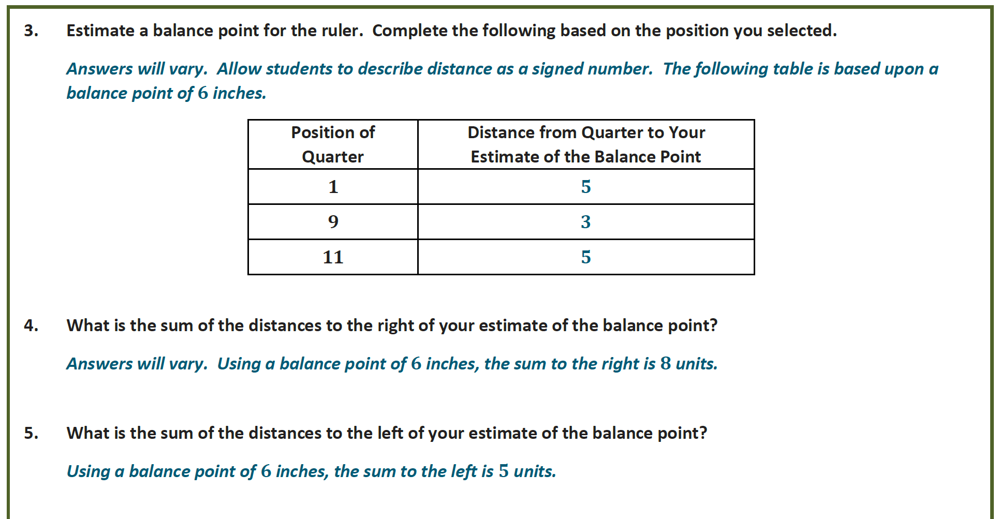 3. Estimate a balance point for the ruler. Complete the following based on the position you selected.
Answers will vary. Allow students to describe distance as a signed number. The following table is based upon a
balance point of 6 inches.
Position of Quarter Distance from Quarter to Your Estimate of the Balance Point
1 5
9 3
11 5
4. What is the sum of the distances to the right of your estimate of the balance point?
Answers will vary. Using a balance point of 6 inches, the sum to the right is 8 units.
5. What is the sum of the distances to the left of your estimate of the balance point?
Using a balance point of 6 inches, the sum to the left is 5 units.